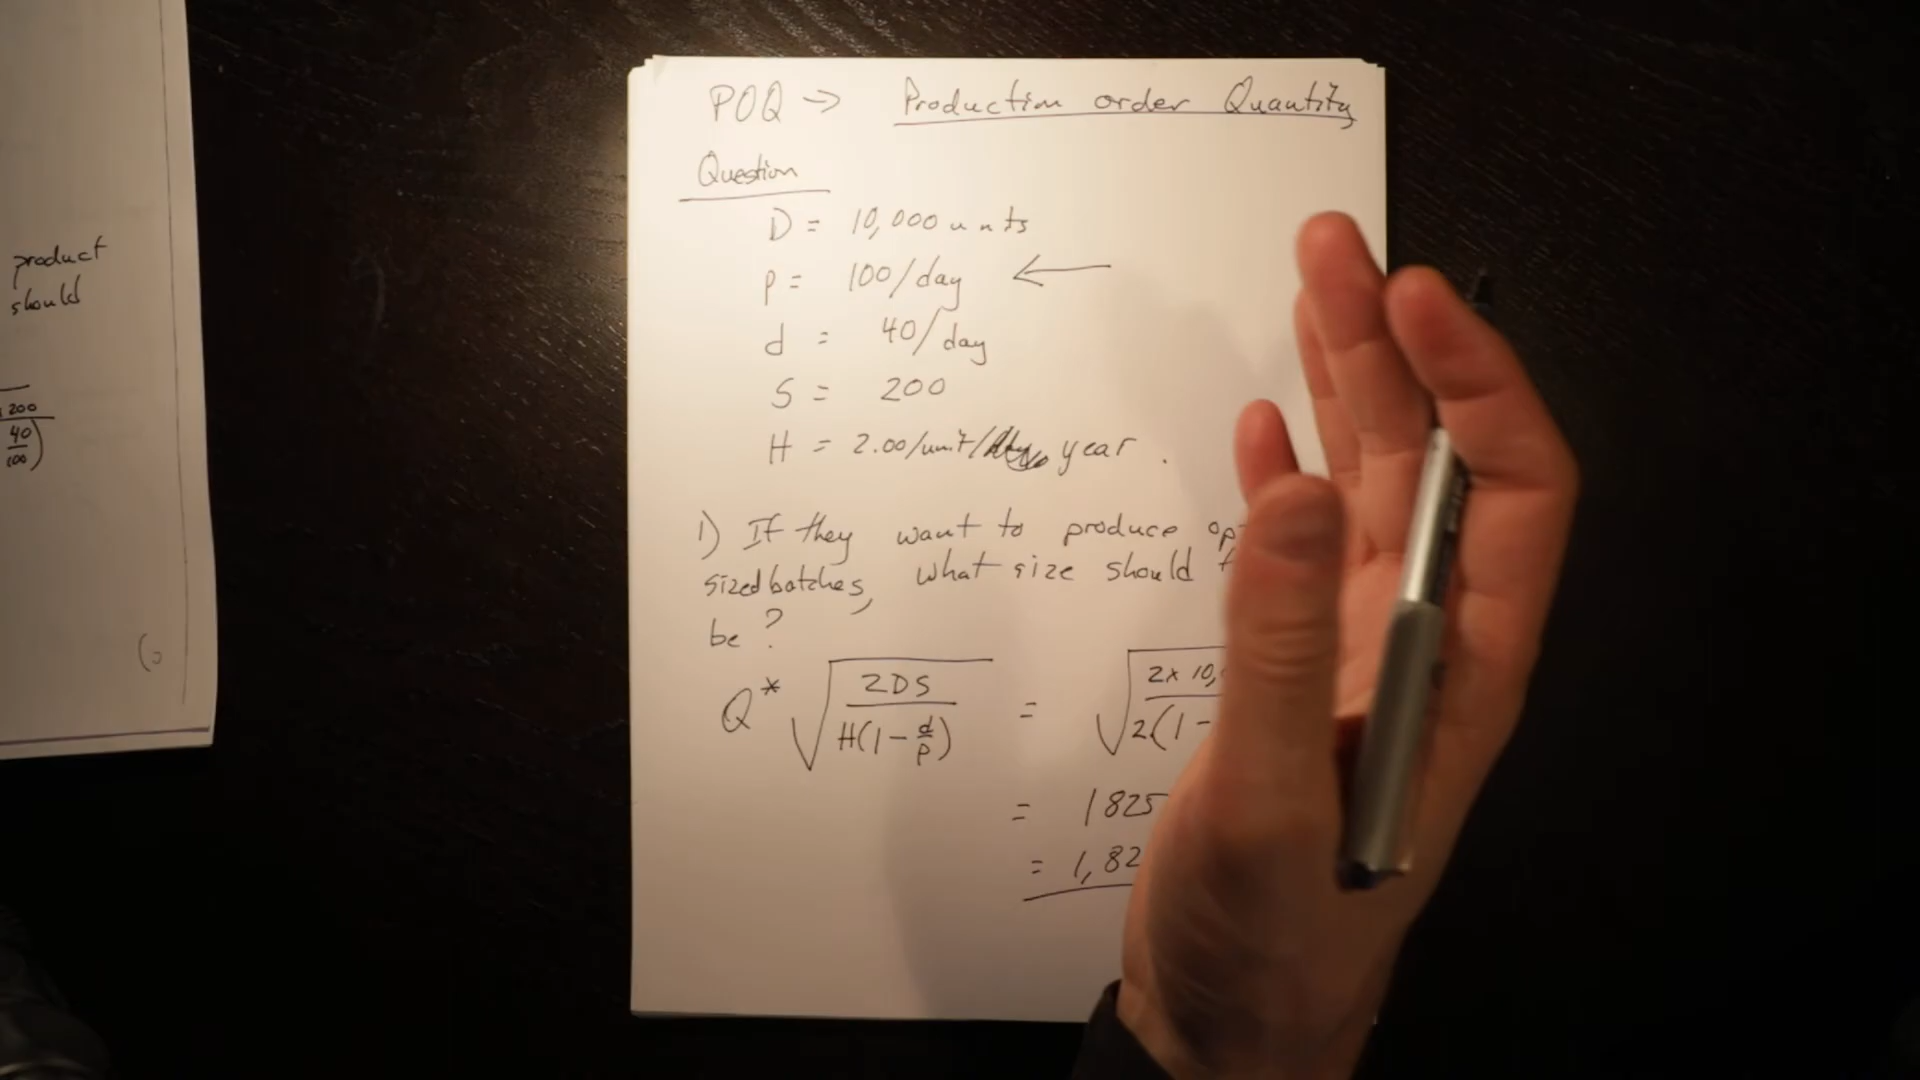 product
should
200
40
100
POQ → Production order Quantity
Question
D = 10,000 units
p = 100/day ←
d = 40/day
S = 200
H = 2.00/unit/ year.
1) If they want to produce
sized batches, what size should
be?
Q* √ 2DS / H(1 - d/p) = √ 2x 10, / 2(1 -
= 1825
= 1,82